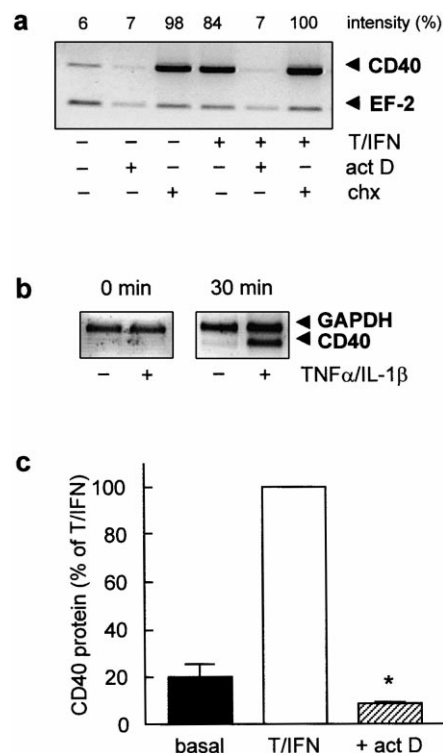 a
6 7 98 84 7 100 intensity (%)
◄ CD40
◄ EF-2
– – – + + + T/IFN
– + – – + – act D
– – + – – + chx
b
0 min 30 min
◄ GAPDH
◄ CD40
– + – + TNFα/IL-1β
c
CD40 protein (% of T/IFN)
100
80
60
40
20
0
*
basal T/IFN + act D